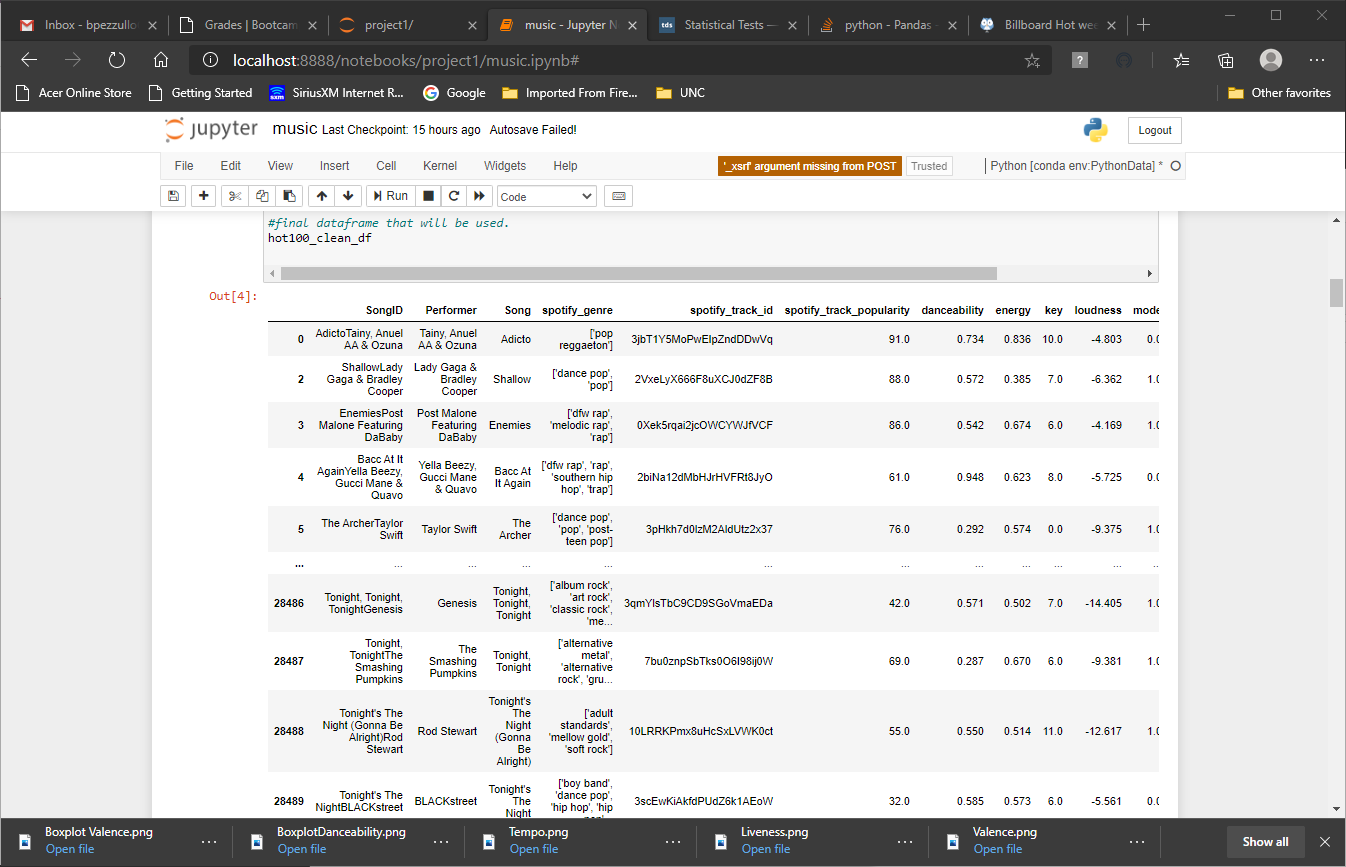 Inbox - bpezzullo
Grades | Bootcam
project1/
music - Jupyter N
Statistical Tests —
python - Pandas
Billboard Hot wee
localhost:8888/notebooks/project1/music.ipynb#
Acer Online Store
Getting Started
SiriusXM Internet R...
Google
Imported From Fire...
UNC
Other favorites
jupyter music Last Checkpoint: 15 hours ago Autosave Failed!
Logout
File Edit View Insert Cell Kernel Widgets Help
'_xsrf' argument missing from POST
Trusted
Python [conda env:PythonData] *
Run
Code
#final dataframe that will be used.
hot100_clean_df
Out[4]:
SongID Performer Song spotify_genre spotify_track_id spotify_track_popularity danceability energy key loudness mode
0 AdictoTainy, Anuel AA & Ozuna Tainy, Anuel AA & Ozuna Adicto ['pop reggaeton'] 3jbT1Y5MoPwEIpZndDDwVq 91.0 0.734 0.836 10.0 -4.803 0.0
2 ShallowLady Gaga & Bradley Cooper Lady Gaga & Bradley Cooper Shallow ['dance pop', 'pop'] 2VxeLyX666F8uXCJ0dZF8B 88.0 0.572 0.385 7.0 -6.362 1.0
3 EnemiesPost Malone Featuring DaBaby Post Malone Featuring DaBaby Enemies ['dfw rap', 'melodic rap', 'rap'] 0Xek5rqai2jcOWCYWJfVCF 86.0 0.542 0.674 6.0 -4.169 1.0
4 Bacc At It AgainYella Beezy, Gucci Mane & Quavo Yella Beezy, Gucci Mane & Quavo Bacc At It Again ['dfw rap', 'rap', 'southern hip hop', 'trap'] 2biNa12dMbHJrHVFRt8JyO 61.0 0.948 0.623 8.0 -5.725 0.0
5 The ArcherTaylor Swift Taylor Swift The Archer ['dance pop', 'pop', 'post-teen pop'] 3pHkh7d0lzM2AldUtz2x37 76.0 0.292 0.574 0.0 -9.375 1.0
... ... ... ... ... ... ... ... ... ... ... ...
28486 Tonight, Tonight, TonightGenesis Genesis Tonight, Tonight, Tonight ['album rock', 'art rock', 'classic rock', 'me... 3qmYIsTbC9CD9SGoVmaEDa 42.0 0.571 0.502 7.0 -14.405 1.0
28487 Tonight, TonightThe Smashing Pumpkins The Smashing Pumpkins Tonight, Tonight ['alternative metal', 'alternative rock', 'gru... 7bu0znpSbTks0O6I98ij0W 69.0 0.287 0.670 6.0 -9.381 1.0
28488 Tonight's The Night (Gonna Be Alright)Rod Stewart Rod Stewart Tonight's The Night (Gonna Be Alright) ['adult standards', 'mellow gold', 'soft rock'] 10LRRKPmx8uHcSxLVWK0ct 55.0 0.550 0.514 11.0 -12.617 1.0
28489 Tonight's The NightBLACKstreet BLACKstreet Tonight's The Night ['boy band', 'dance pop', 'hip hop', 'hip 3scEwKiAkfdPUdZ6k1AEoW 32.0 0.585 0.573 6.0 -5.561 0.0
Boxplot Valence.png
Open file
BoxplotDanceability.png
Open file
Tempo.png
Open file
Liveness.png
Open file
Valence.png
Open file
Show all